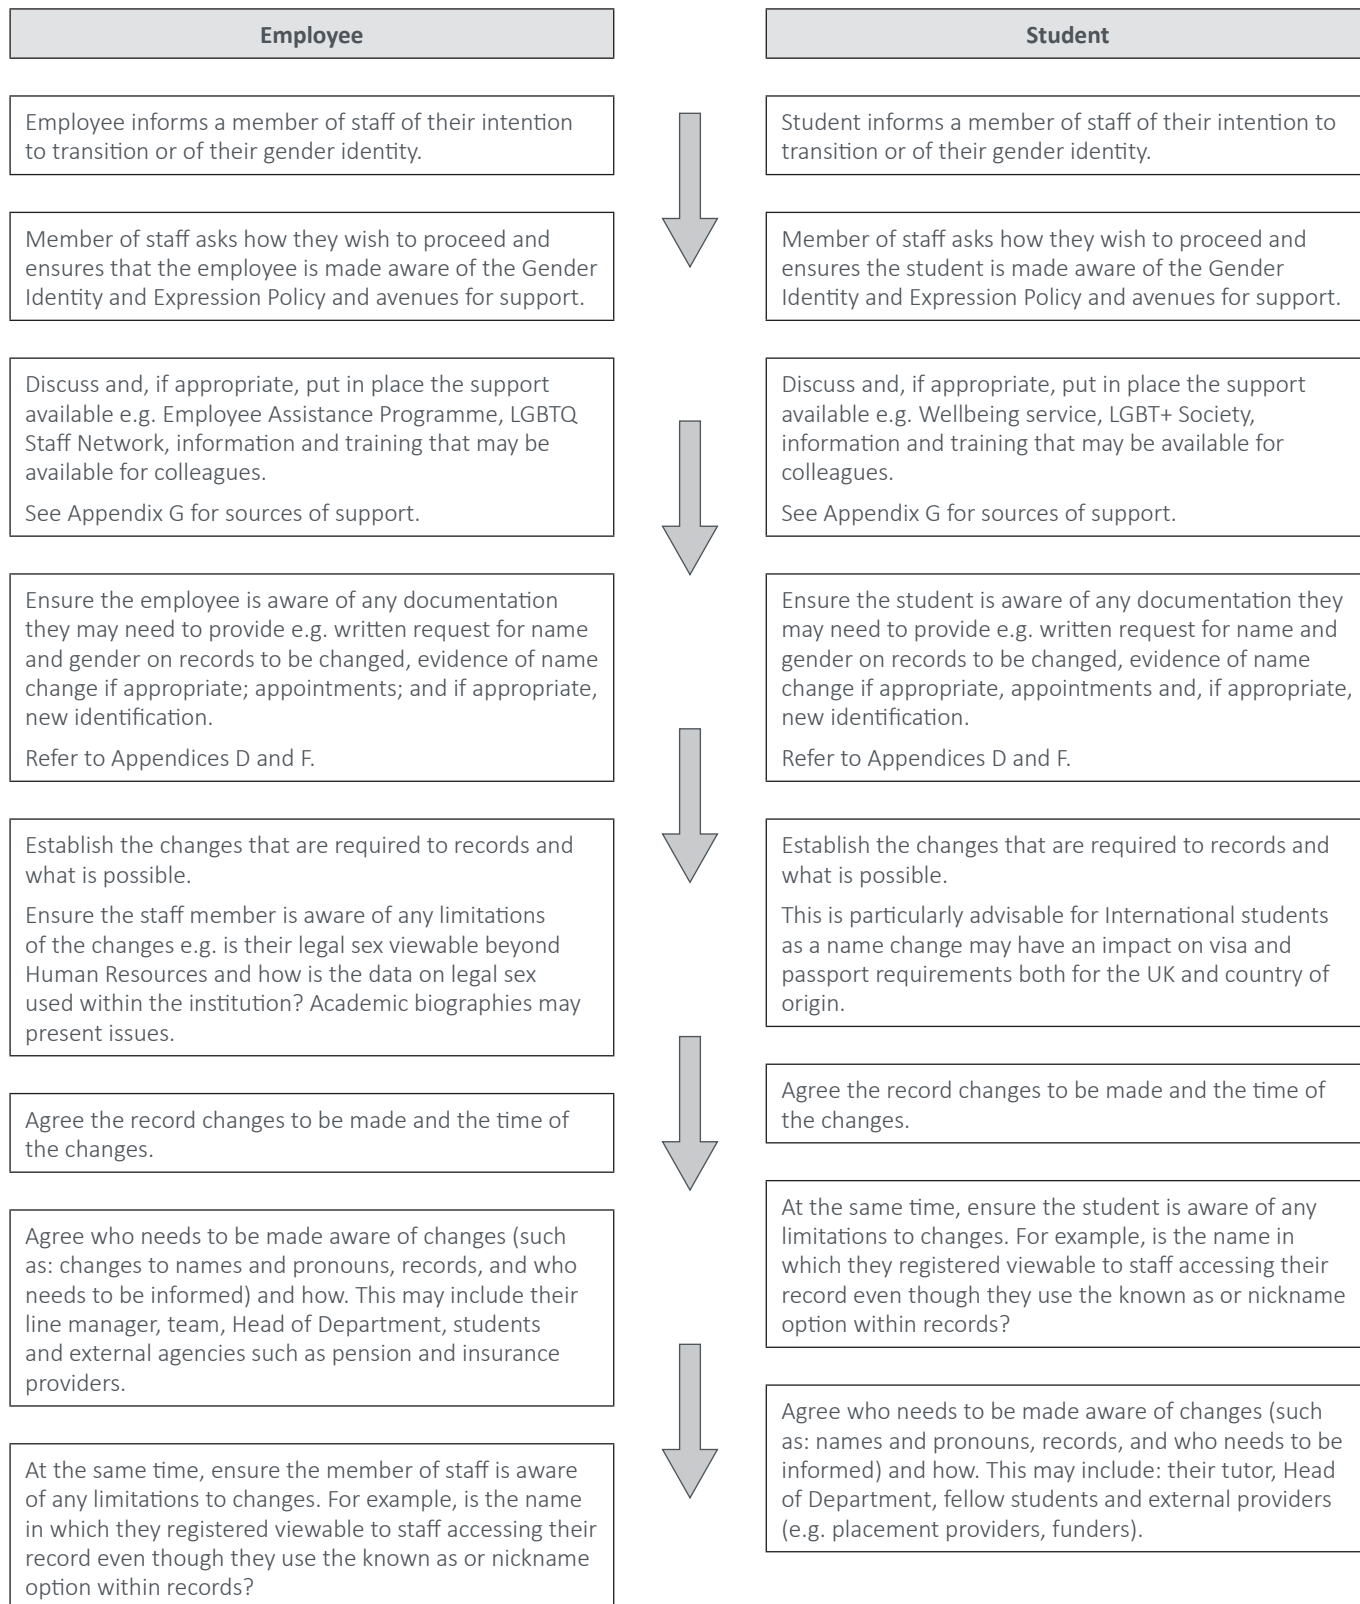 Employee
Employee informs a member of staff of their intention
to transition or of their gender identity.
Member of staff asks how they wish to proceed and
ensures that the employee is made aware of the Gender
Identity and Expression Policy and avenues for support.
Discuss and, if appropriate, put in place the support
available e.g. Employee Assistance Programme, LGBTQ
Staff Network, information and training that may be
available for colleagues.
See Appendix G for sources of support.
Ensure the employee is aware of any documentation
they may need to provide e.g. written request for name
and gender on records to be changed, evidence of name
change if appropriate; appointments; and if appropriate,
new identification.
Refer to Appendices D and F.
Establish the changes that are required to records and
what is possible.
Ensure the staff member is aware of any limitations
of the changes e.g. is their legal sex viewable beyond
Human Resources and how is the data on legal sex
used within the institution? Academic biographies may
present issues.
Agree the record changes to be made and the time of
the changes.
Agree who needs to be made aware of changes (such
as: changes to names and pronouns, records, and who
needs to be informed) and how. This may include their
line manager, team, Head of Department, students
and external agencies such as pension and insurance
providers.
At the same time, ensure the member of staff is aware
of any limitations to changes. For example, is the name
in which they registered viewable to staff accessing their
record even though they use the known as or nickname
option within records?
Student
Student informs a member of staff of their intention to
transition or of their gender identity.
Member of staff asks how they wish to proceed and
ensures the student is made aware of the Gender
Identity and Expression Policy and avenues for support.
Discuss and, if appropriate, put in place the support
available e.g. Wellbeing service, LGBT+ Society,
information and training that may be available for
colleagues.
See Appendix G for sources of support.
Ensure the student is aware of any documentation they
may need to provide e.g. written request for name and
gender on records to be changed, evidence of name
change if appropriate, appointments and, if appropriate,
new identification.
Refer to Appendices D and F.
Establish the changes that are required to records and
what is possible.
This is particularly advisable for International students
as a name change may have an impact on visa and
passport requirements both for the UK and country of
origin.
Agree the record changes to be made and the time of
the changes.
At the same time, ensure the student is aware of any
limitations to changes. For example, is the name in
which they registered viewable to staff accessing their
record even though they use the known as or nickname
option within records?
Agree who needs to be made aware of changes (such
as: names and pronouns, records, and who needs to be
informed) and how. This may include: their tutor, Head
of Department, fellow students and external providers
(e.g. placement providers, funders).